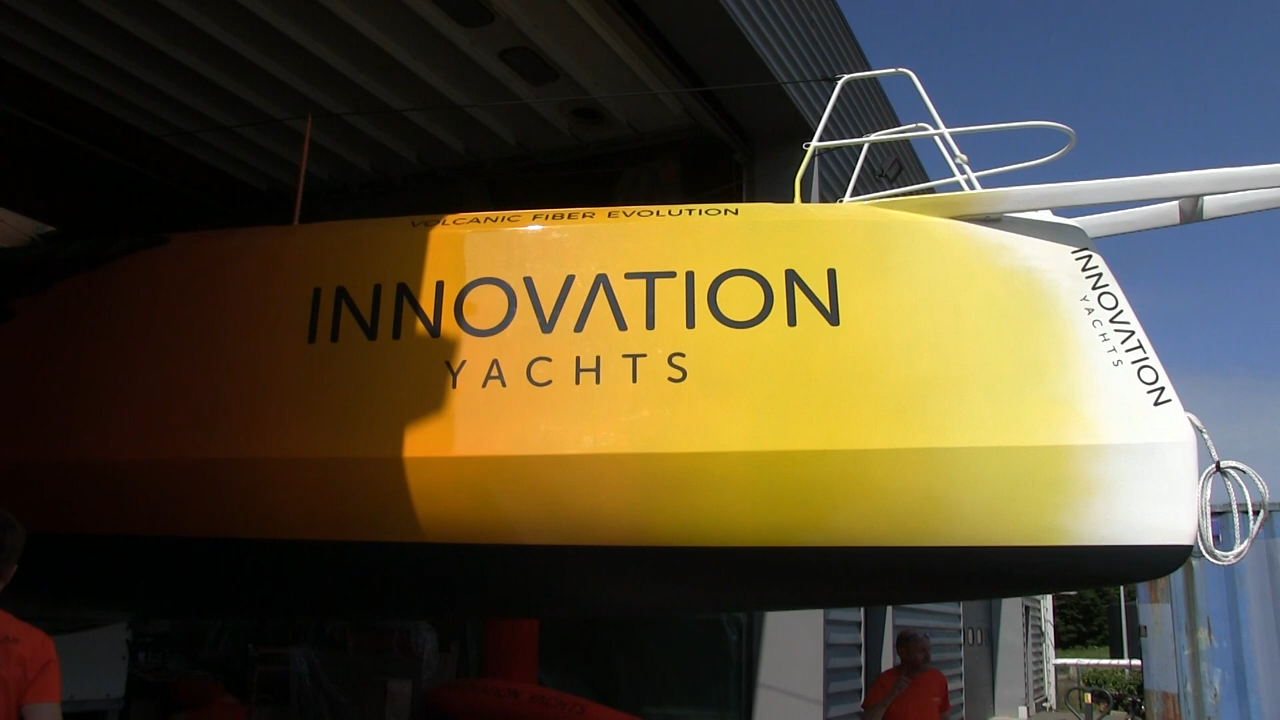 VOLCANIC FIBER EVOLUTION
INNOVATION
YACHTS
INNOVATION
YACHTS